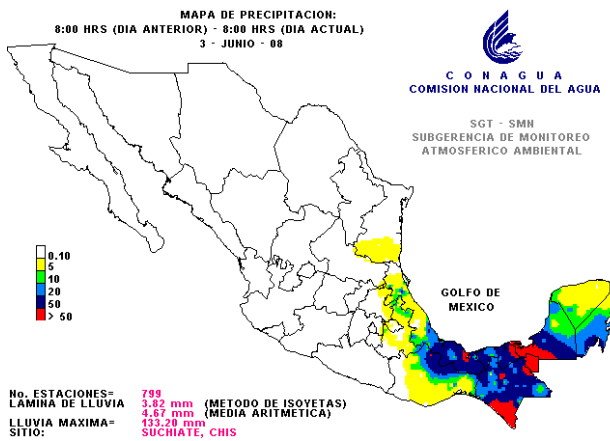 MAPA DE PRECIPITACION:
8:00 HRS (DIA ANTERIOR) - 8:00 HRS (DIA ACTUAL)
3 - JUNIO - 08
C O N A G U A
COMISION NACIONAL DEL AGUA
SGT - SMN
SUBGERENCIA DE MONITOREO
ATMOSFERICO AMBIENTAL
0.10
5
10
20
50
> 50
GOLFO DE
MEXICO
No. ESTACIONES= 799
LAMINA DE LLUVIA 3.82 mm (METODO DE ISOYETAS)
4.67 mm (MEDIA ARITMETICA)
LLUVIA MAXIMA= 133.20 mm
SITIO: SUCHIATE, CHIS